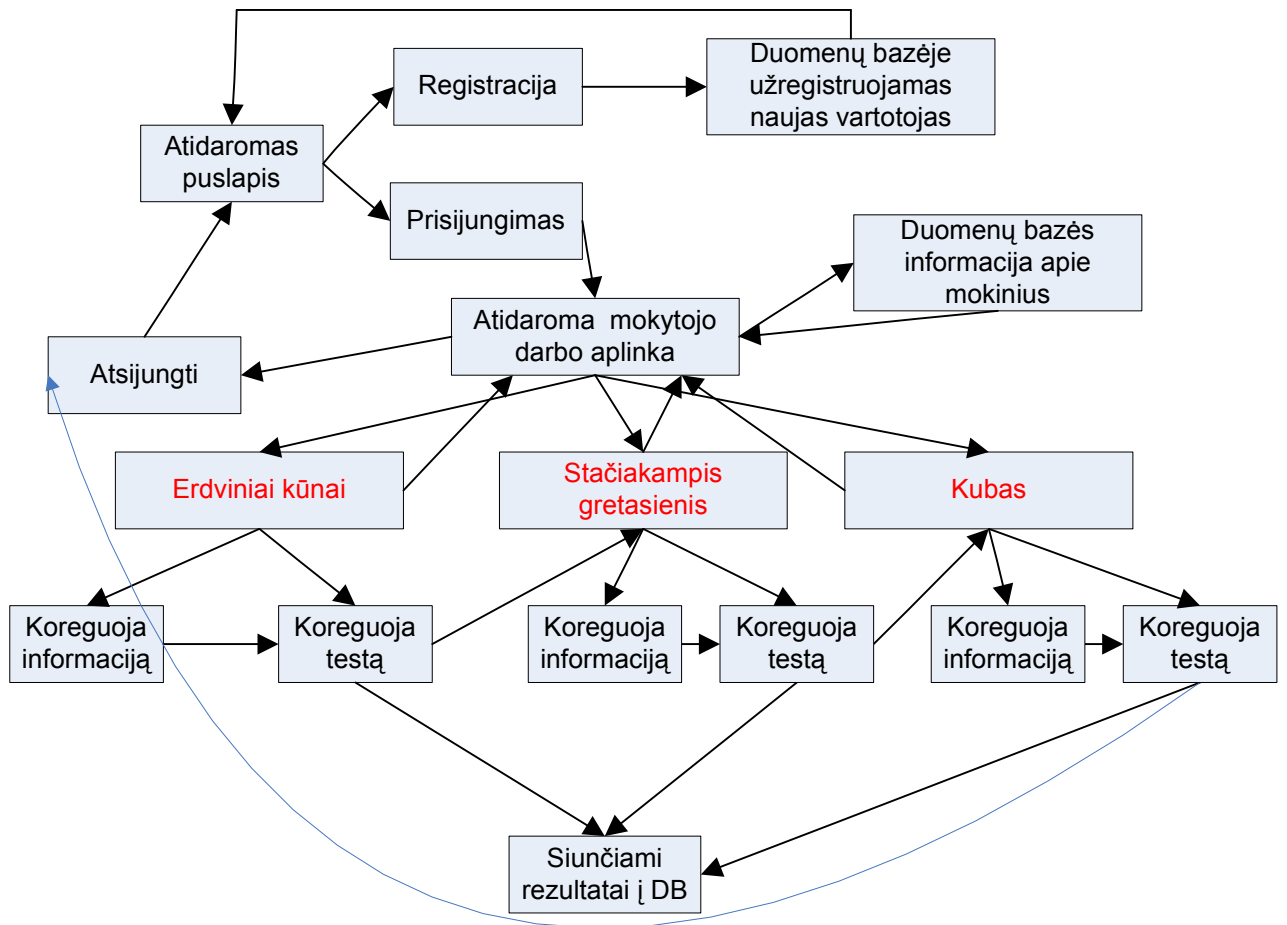 Registracija
Duomenų bazėje
užregistruojamas
naujas vartotojas
Atidaromas
puslapis
Prisijungimas
Duomenų bazės
informacija apie
mokinius
Atidaroma mokytojo
darbo aplinka
Atsijungti
Erdviniai kūnai
Stačiakampis
gretasienis
Kubas
Koreguoja
informaciją
Koreguoja
testą
Koreguoja
informaciją
Koreguoja
testą
Koreguoja
informaciją
Koreguoja
testą
Siunčiami
rezultatai į DB